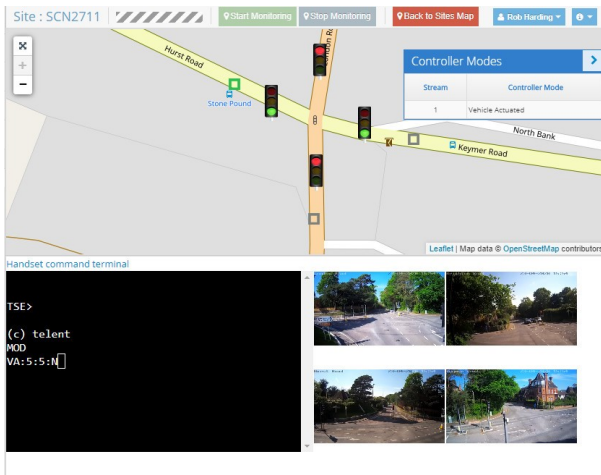 Site : SCN2711
Start Monitoring
Stop Monitoring
Back to Sites Map
Rob Harding
Hurst Road
London R
Stone Pound
8
Controller Modes
Stream Controller Mode
1 Vehicle Actuated
North Bank
Keymer Road
Leaflet | Map data © OpenStreetMap contributors
Handset command terminal
TSE>
(c) telent
MOD
VA:5:5:N